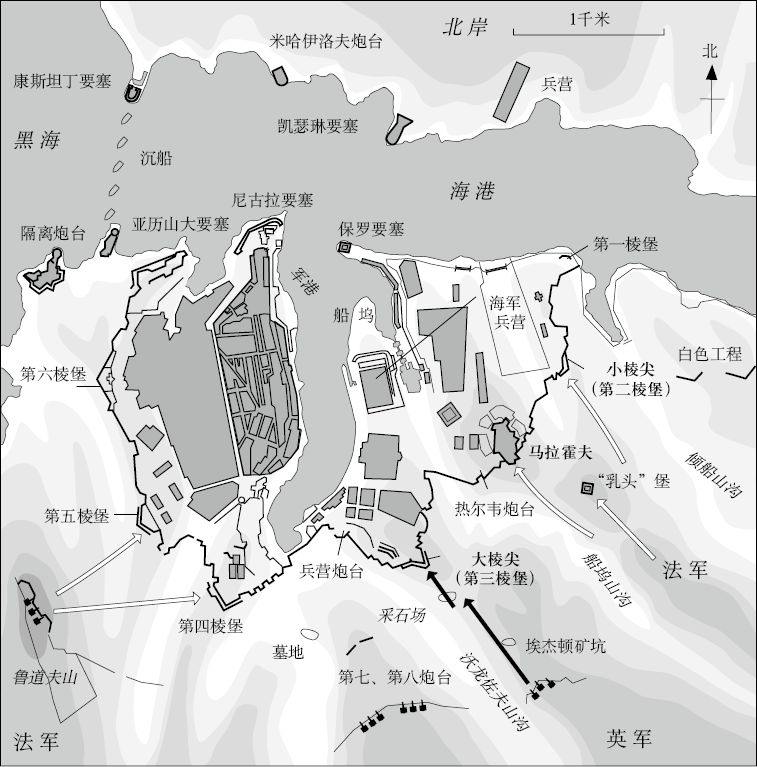 北岸
1千米
米哈伊洛夫炮台
北
康斯坦丁要塞
兵营
凯瑟琳要塞
黑海
沉船
海港
尼古拉要塞
亚历山大要塞
隔离炮台
保罗要塞
第一棱堡
军港
船坞
海军
兵营
白色工程
第六棱堡
小棱尖
(第二棱堡)
马拉霍夫
倾船山沟
“乳头”堡
热尔韦炮台
第五棱堡
大棱尖
(第三棱堡)
兵营炮台
法军
船坞山沟
采石场
第四棱堡
墓地
埃杰顿矿坑
鲁道夫山
第七、第八炮台
沃龙佐夫山沟
法军
英军